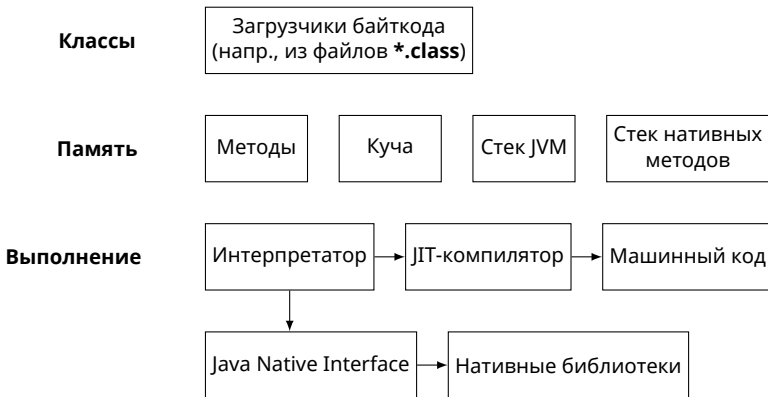 Классы
Загрузчики байткода
(напр., из файлов *.class)
Память
Методы
Куча
Стек JVM
Стек нативных
методов
Выполнение
Интерпретатор
JIT-компилятор
Машинный код
Java Native Interface
Нативные библиотеки